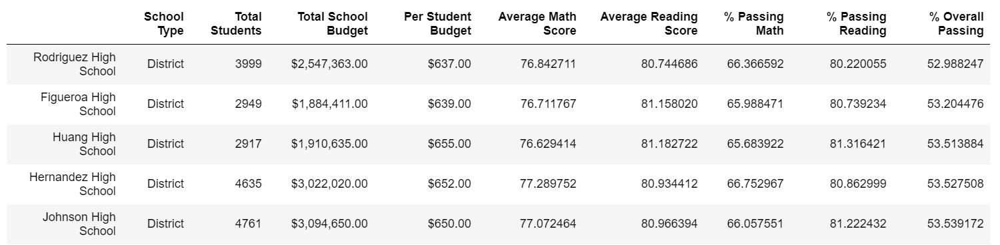 School Type Total Students Total School Budget Per Student Budget Average Math Score Average Reading Score % Passing Math % Passing Reading % Overall Passing
Rodriguez High School District 3999 $2,547,363.00 $637.00 76.842711 80.744686 66.366592 80.220055 52.988247
Figueroa High School District 2949 $1,884,411.00 $639.00 76.711767 81.158020 65.988471 80.739234 53.204476
Huang High School District 2917 $1,910,635.00 $655.00 76.629414 81.182722 65.683922 81.316421 53.513884
Hernandez High School District 4635 $3,022,020.00 $652.00 77.289752 80.934412 66.752967 80.862999 53.527508
Johnson High School District 4761 $3,094,650.00 $650.00 77.072464 80.966394 66.057551 81.222432 53.539172